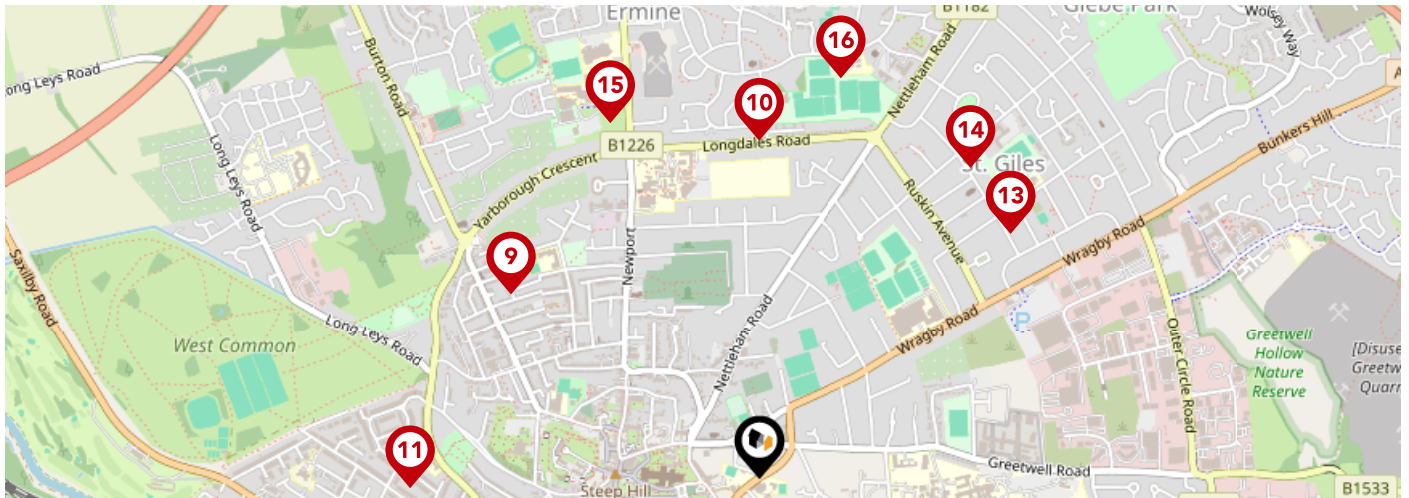 Ermine
B1182
Glebe Park
Wolsey Way
Long Leys Road
Burton Road
16
Nettleham Road
A
15
10
14
Bunkers Hill
B1226
Longdales Road
St. Giles
Long Leys Road
Yarborough Crescent
Ruskin Avenue
13
Wragby Road
9
Newport
Saxilby Road
Long Leys Road
West Common
Nettleham Road
Wragby Road
P
Outer Circle Road
Greetwell
Hollow
Nature
Reserve
[Disuse
Greetw
Quarr
11
Greetwell Road
Steep Hill
B1533